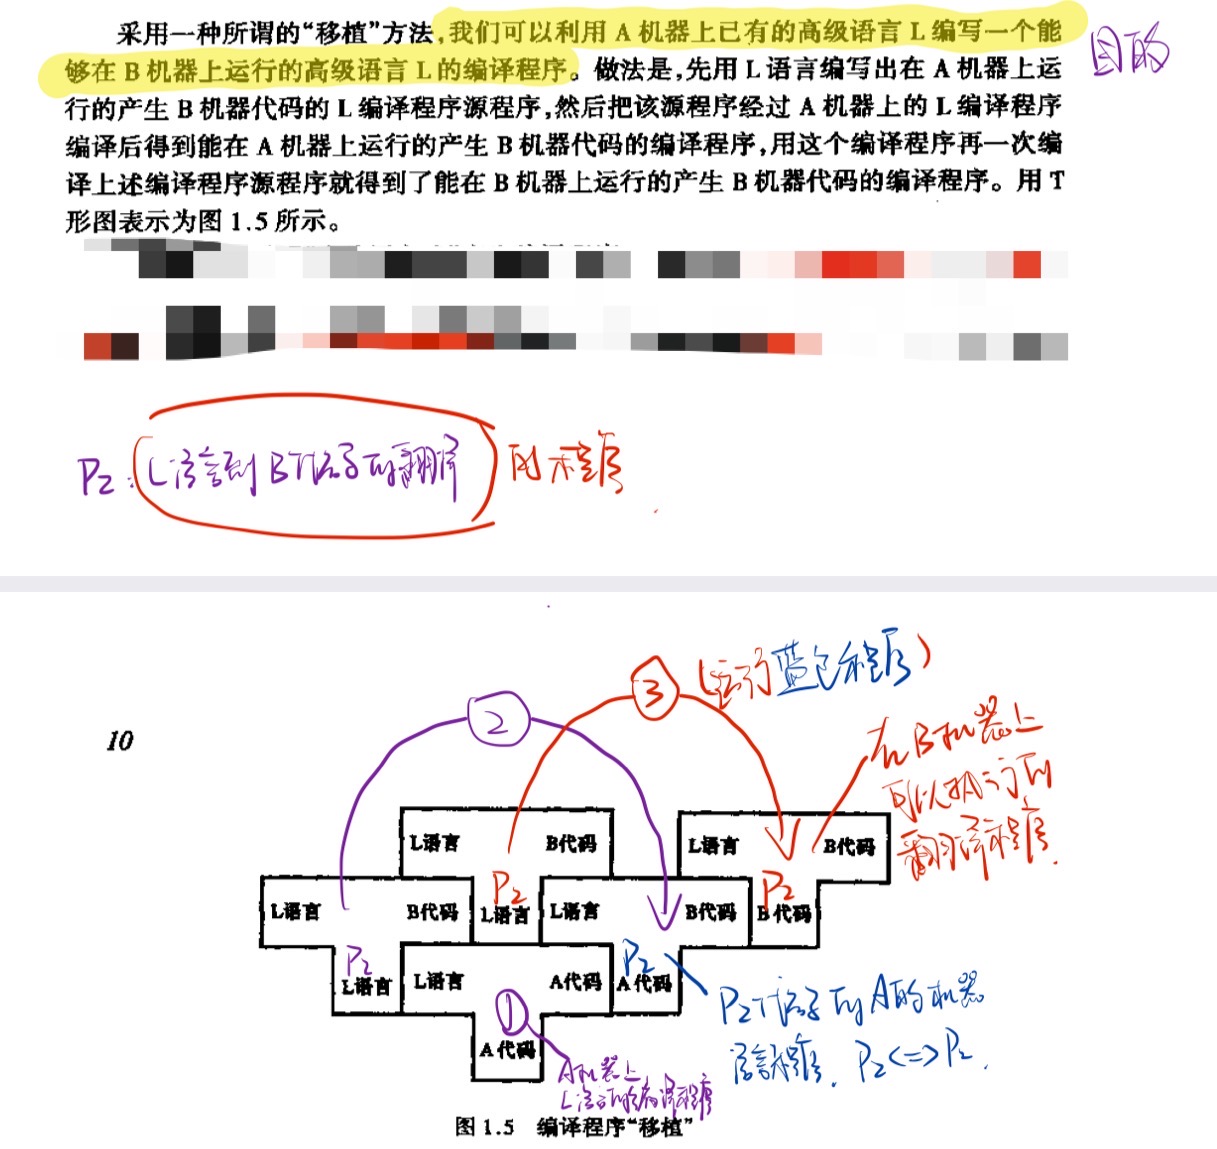 采用一种所谓的“移植”方法,我们可以利用 A 机器上已有的高级语言 L 编写一个能
够在 B 机器上运行的高级语言 L 的编译程序。做法是,先用 L 语言编写出在 A 机器上运
行的产生 B 机器代码的 L 编译程序源程序,然后把该源程序经过 A 机器上的 L 编译程序
编译后得到能在 A 机器上运行的产生 B 机器代码的编译程序,用这个编译程序再一次编
译上述编译程序源程序就得到了能在 B 机器上运行的产生 B 机器代码的编译程序。用 T
形图表示为图 1.5 所示。
目的
P2: L语言到B代码的翻译 的程序
10
② ③ (运行蓝色程序)
在B机器上
可以执行的
翻译程序.
L语言 B代码 L语言 B代码
P2 P2
L语言 B代码 L语言 L语言 B代码 B代码
P2 P2
L语言 L语言 A代码 A代码
①
A代码
P2 的A的机器
语言程序. P2<=>P2.
A机器上
L语言的编译程序
图 1.5 编译程序“移植”